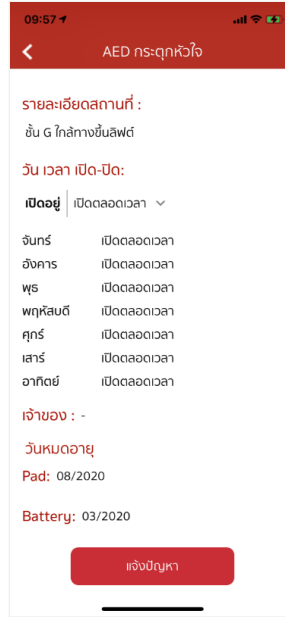 09:57
AED กระตุกหัวใจ
รายละเอียดสถานที่ :
ชั้น G ใกล้ทางขึ้นลิฟต์
วัน เวลา เปิด-ปิด:
เปิดอยู่ เปิดตลอดเวลา
จันทร์ เปิดตลอดเวลา
อังคาร เปิดตลอดเวลา
พุธ เปิดตลอดเวลา
พฤหัสบดี เปิดตลอดเวลา
ศุกร์ เปิดตลอดเวลา
เสาร์ เปิดตลอดเวลา
อาทิตย์ เปิดตลอดเวลา
เจ้าของ : -
วันหมดอายุ
Pad: 08/2020
Battery: 03/2020
แจ้งปัญหา